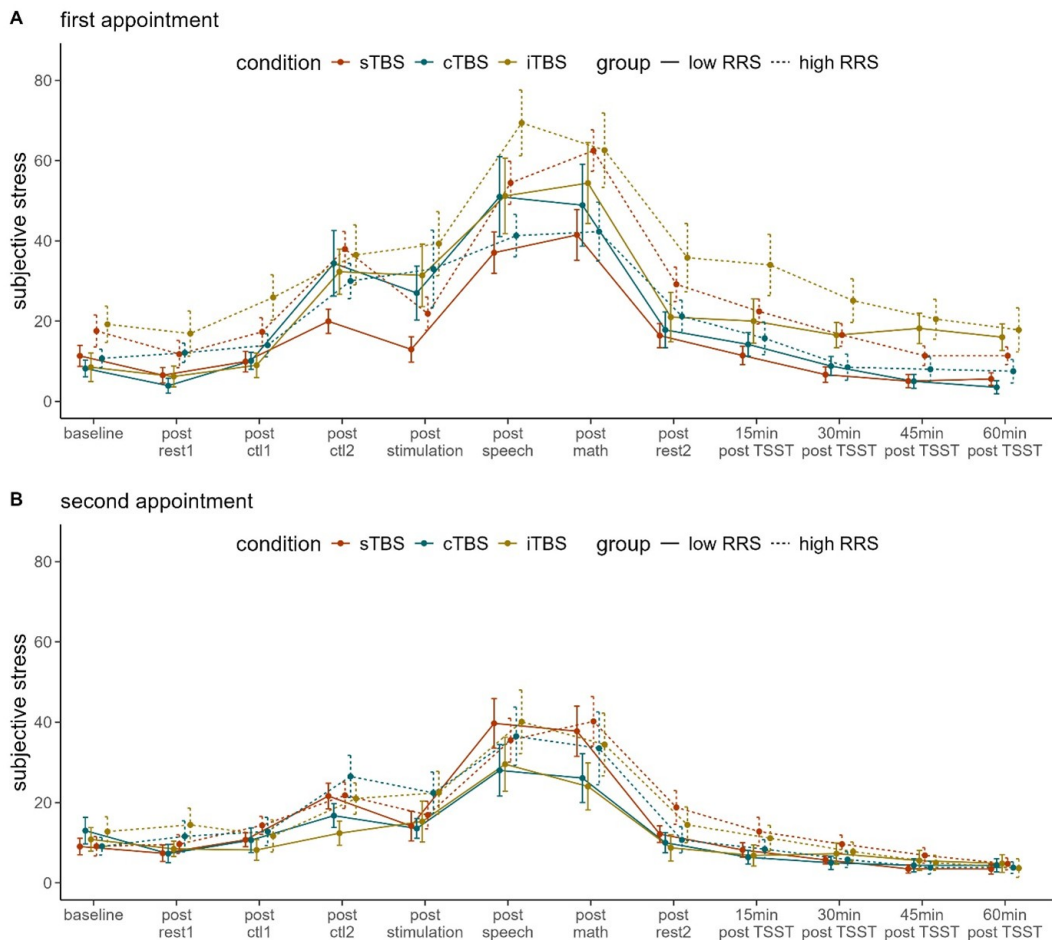 A first appointment
condition sTBS cTBS iTBS group low RRS high RRS
80
60
40
20
0
subjective stress
baseline post post post post post post post 15min 30min 45min 60min
rest1 ctl1 ctl2 stimulation speech math rest2 post TSST post TSST post TSST post TSST
B second appointment
condition sTBS cTBS iTBS group low RRS high RRS
80
60
40
20
0
subjective stress
baseline post post post post post post post 15min 30min 45min 60min
rest1 ctl1 ctl2 stimulation speech math rest2 post TSST post TSST post TSST post TSST